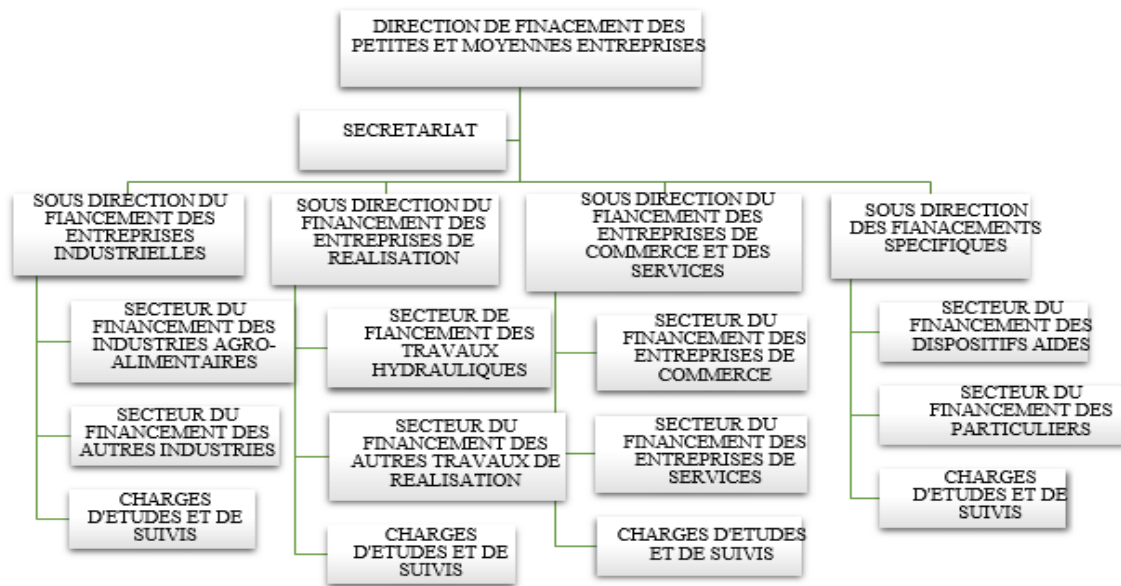 DIRECTION DE FINACEMENT DES
PETITES ET MOYENNES ENTREPRISES
SECRETARIAT
SOUS DIRECTION DU
FIANCEMENT DES
ENTREPRISES
INDUSTRIELLES
SECTEUR DU
FINANCEMENT DES
INDUSTRIES AGRO-
ALIMENTAIRES
SECTEUR DU
FINANCEMENT DES
AUTRES INDUSTRIES
CHARGES
D'ETUDES ET DE
SUIVIS
SOUS DIRECTION DU
FINANCEMENT DES
ENTREPRISES DE
REALISATION
SECTEUR DE
FIANCEMENT DES
TRAVAUX
HYDRAULIQUES
SECTEUR DU
FINANCEMENT DES
AUTRES TRAVAUX DE
REALISATION
CHARGES
D'ETUDES ET DE
SUIVIS
SOUS DIRECTION DU
FIANCEMENT DES
ENTREPRISES DE
COMMERCE ET DES
SERVICES
SECTEUR DU
FINANCEMENT DES
ENTREPRISES DE
COMMERCE
SECTEUR DU
FINANCEMENT DES
ENTREPRISES DE
SERVICES
CHARGES D'ETUDES
ET DE SUIVIS
SOUS DIRECTION
DES FIANACEMENTS
SPECIFIQUES
SECTEUR DU
FINANCEMENT DES
DISPOSITIFS AIDES
SECTEUR DU
FINANCEMENT DES
PARTICULIERS
CHARGES
D'ETUDES ET DE
SUIVIS